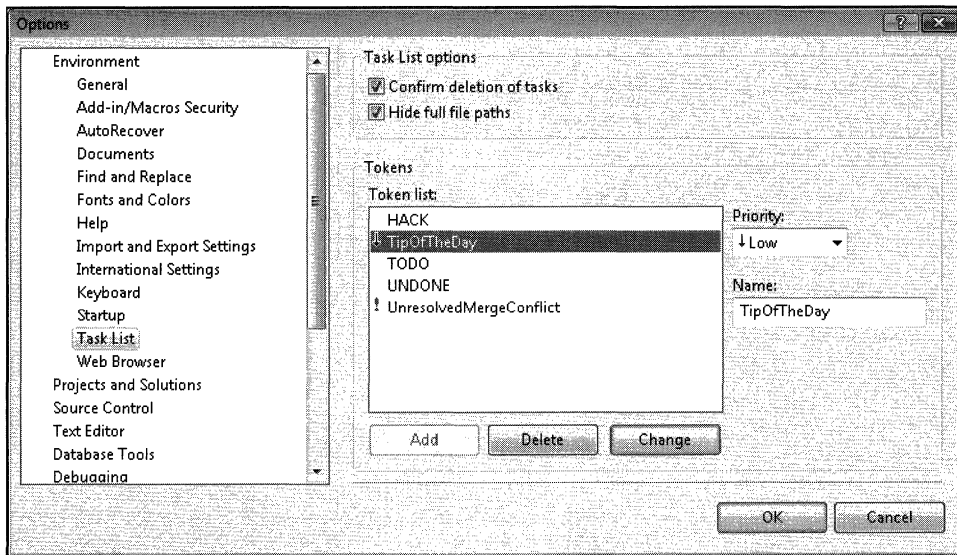 Options
Environment
General
Add-in/Macros Security
AutoRecover
Documents
Find and Replace
Fonts and Colors
Help
Import and Export Settings
International Settings
Keyboard
Startup
Task List
Web Browser
Projects and Solutions
Source Control
Text Editor
Database Tools
Debugging
Task List options
Confirm deletion of tasks
Hide full file paths
Tokens
Token list:
HACK
TipOfTheDay
TODO
UNDONE
! UnresolvedMergeConflict
Priority:
↓ Low
Name:
TipOfTheDay
Add
Delete
Change
OK
Cancel